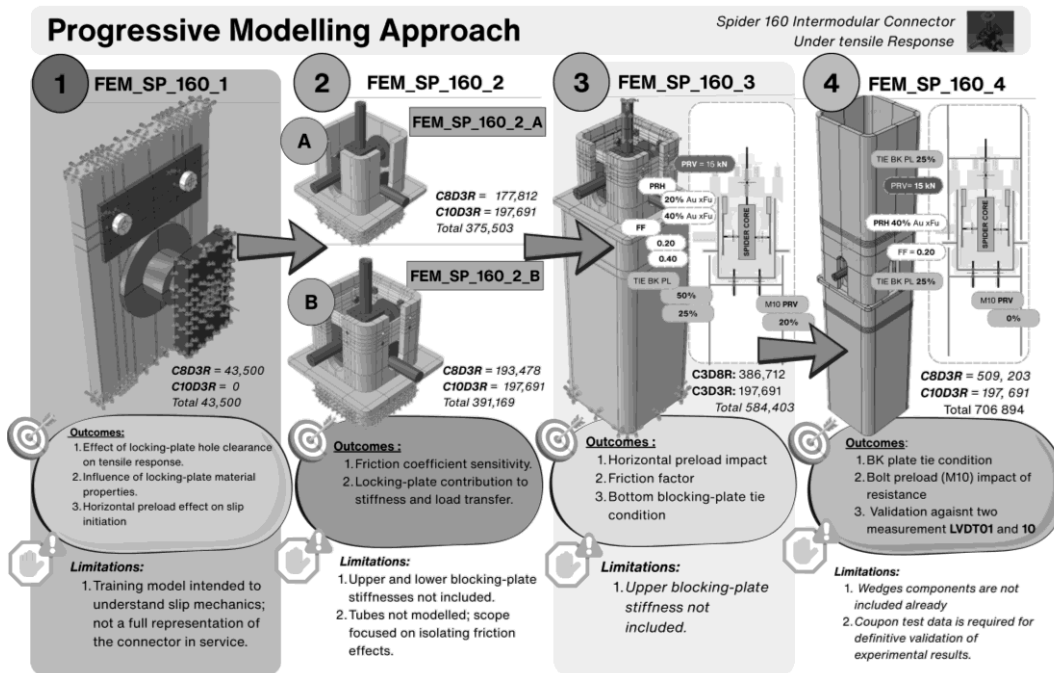 Progressive Modelling Approach
Spider 160 Intermodular Connector
Under tensile Response
1
FEM_SP_160_1
C8D3R = 43,500
C10D3R = 0
Total 43,500
Outcomes:
1. Effect of locking-plate hole clearance
on tensile response.
2. Influence of locking-plate material
properties.
3. Horizontal preload effect on slip
initiation
Limitations:
1. Training model intended to
understand slip mechanics;
not a full representation of
the connector in service.
2
FEM_SP_160_2
A
FEM_SP_160_2_A
C8D3R = 177,812
C10D3R = 197,691
Total 375,503
FEM_SP_160_2_B
B
C8D3R = 193,478
C10D3R = 197,691
Total 391,169
Outcomes :
1. Friction coefficient sensitivity.
2. Locking-plate contribution to
stiffness and load transfer.
Limitations:
1. Upper and lower blocking-plate
stiffnesses not included.
2. Tubes not modelled; scope
focused on isolating friction
effects.
3
FEM_SP_160_3
PRV = 15 kN
PRH
20% Au xFu
40% Au xFu
FF
0.20
0.40
TIE BK PL
50%
25%
SPIDER CORE
M10 PRV
20%
C3D8R: 386,712
C3D3R: 197,691
Total 584,403
Outcomes :
1. Horizontal preload impact
2. Friction factor
3. Bottom blocking-plate tie
condition
Limitations:
1. Upper blocking-plate
stiffness not
included.
4
FEM_SP_160_4
TIE BK PL 25%
PRV= 15 kN
PRH 40% Au xFu
FF = 0.20
TIE BK PL 25%
SPIDER CORE
M10 PRV
0%
C8D3R = 509, 203
C10D3R = 197, 691
Total 706 894
Outcomes:
1. BK plate tie condition
2. Bolt preload (M10) impact of
resistance
3. Validation agaisnt two
measurement LVDT01 and 10
Limitations:
1. Wedges components are not
included already
2. Coupon test data is required for
definitive validation of
experimental results.